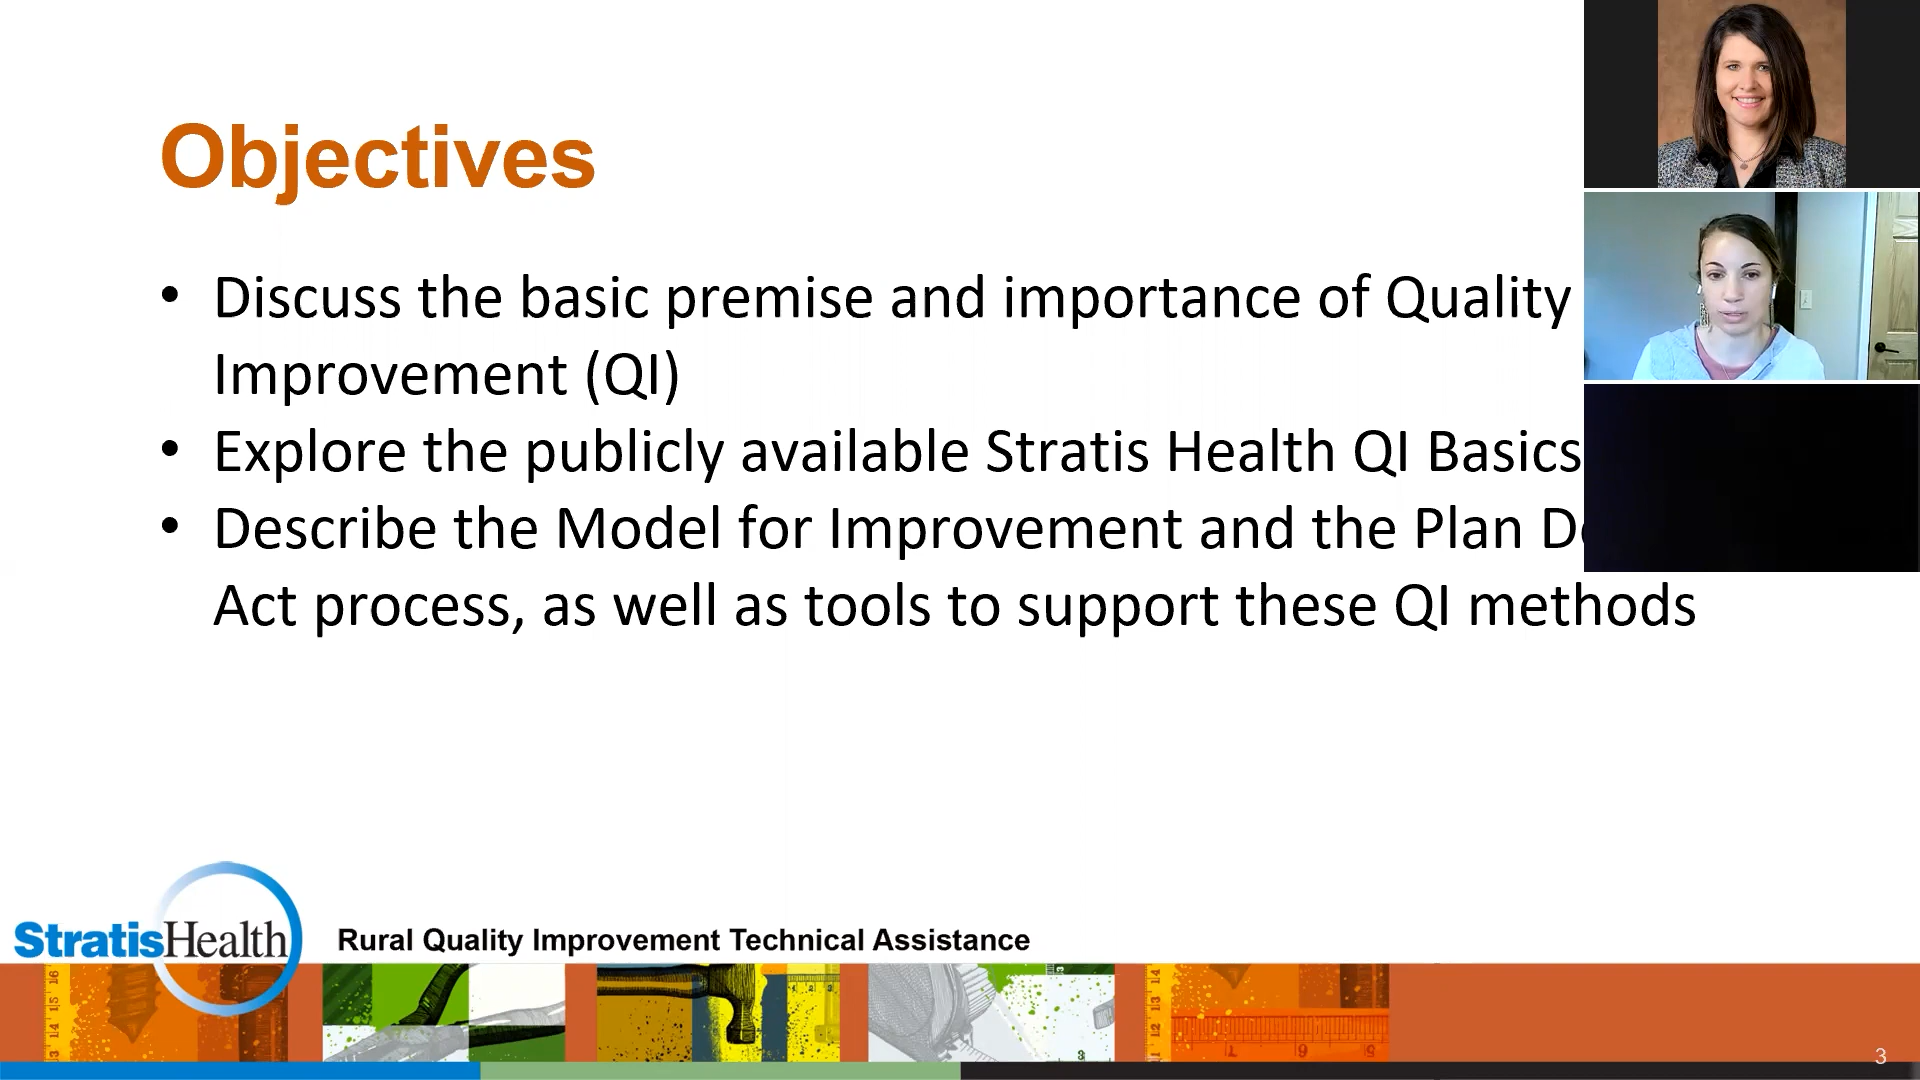 Objectives
• Discuss the basic premise and importance of Quality
Improvement (QI)
• Explore the publicly available Stratis Health QI Basics
• Describe the Model for Improvement and the Plan
Act process, as well as tools to support these QI methods
StratisHealth
Rural Quality Improvement Technical Assistance
3